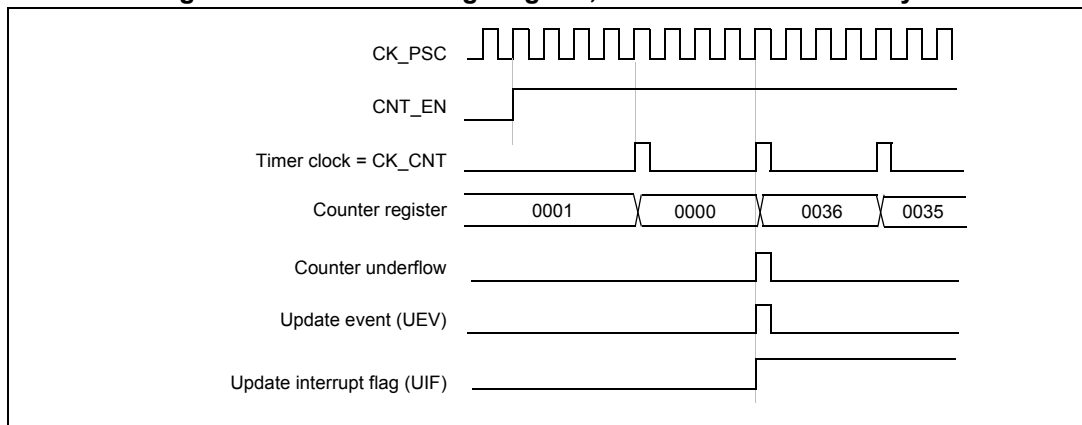 CK_PSC
CNT_EN
Timer clock = CK_CNT
Counter register 0001 0000 0036 0035
Counter underflow
Update event (UEV)
Update interrupt flag (UIF)